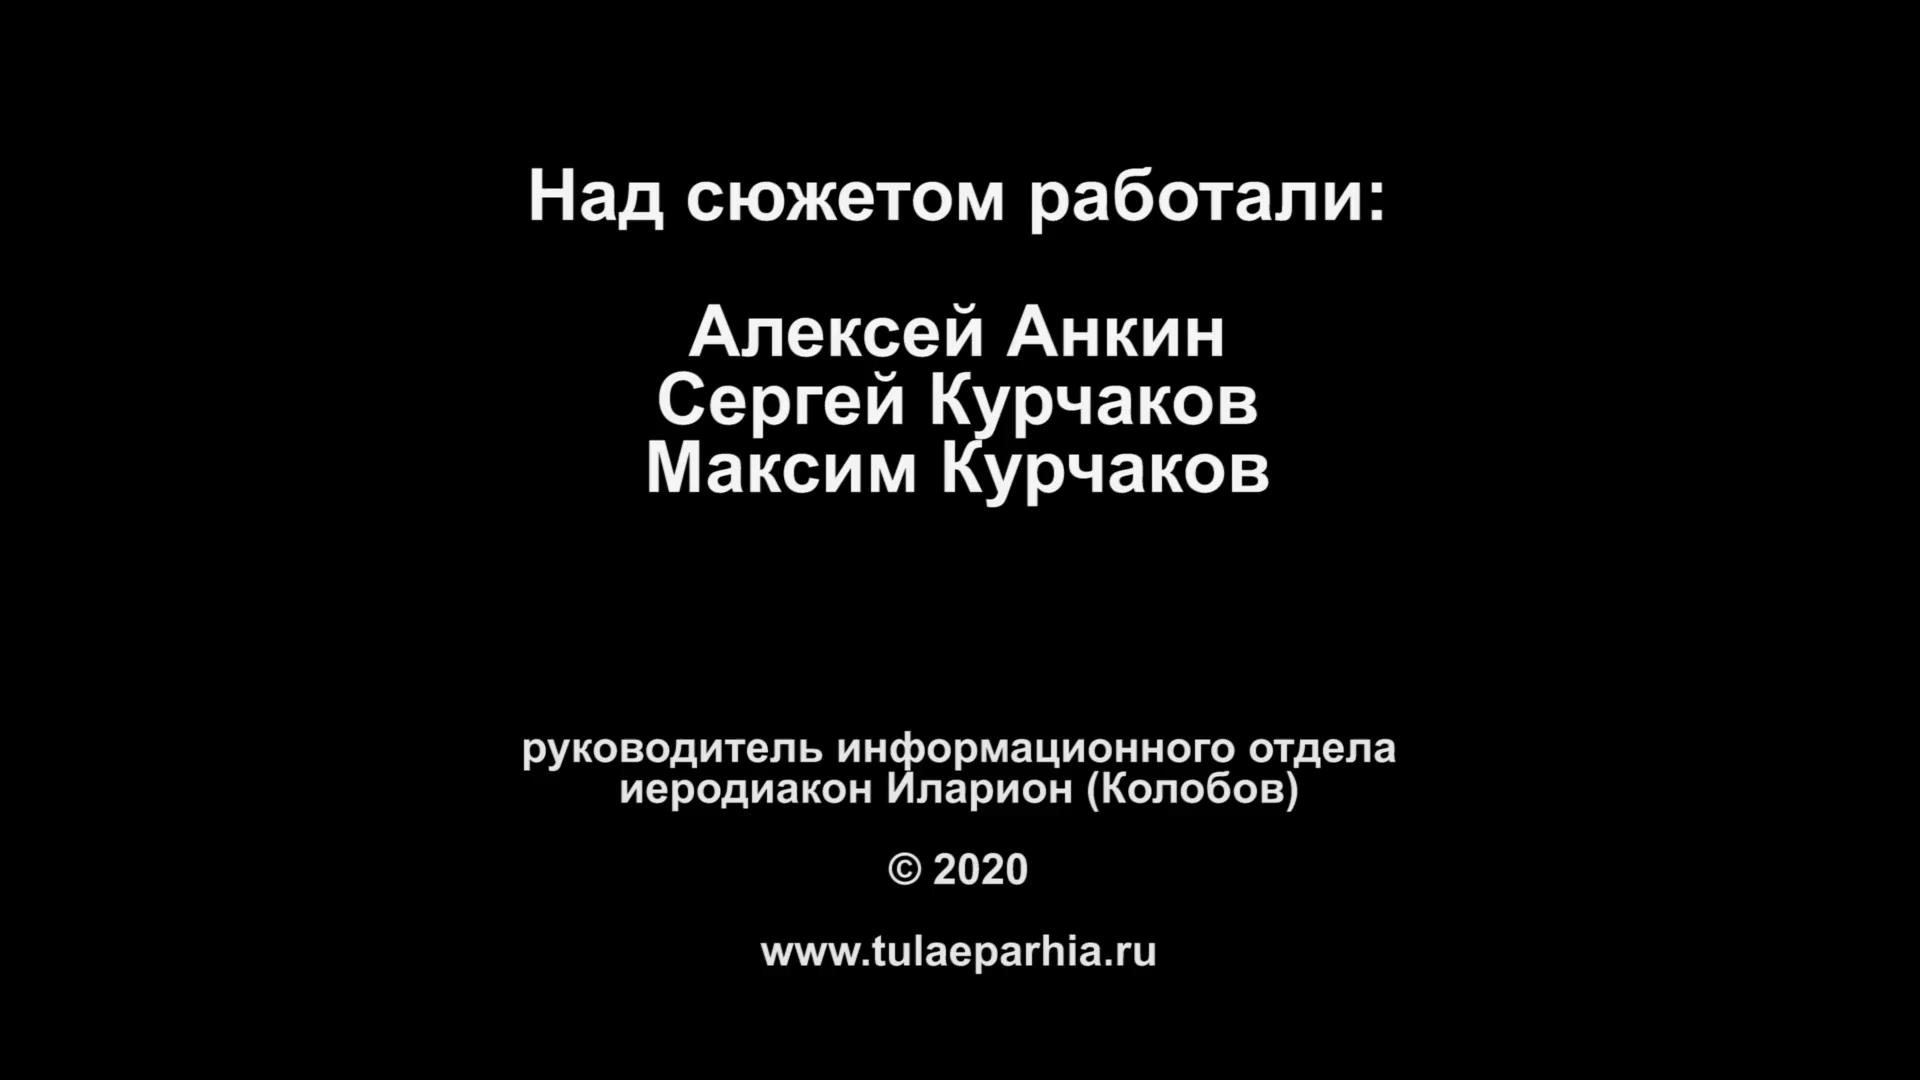 Над сюжетом работали:
Алексей Анкин
Сергей Курчаков
Максим Курчаков
руководитель информационного отдела
иеродиакон Иларион (Колобов)
© 2020
www.tulaeparhia.ru